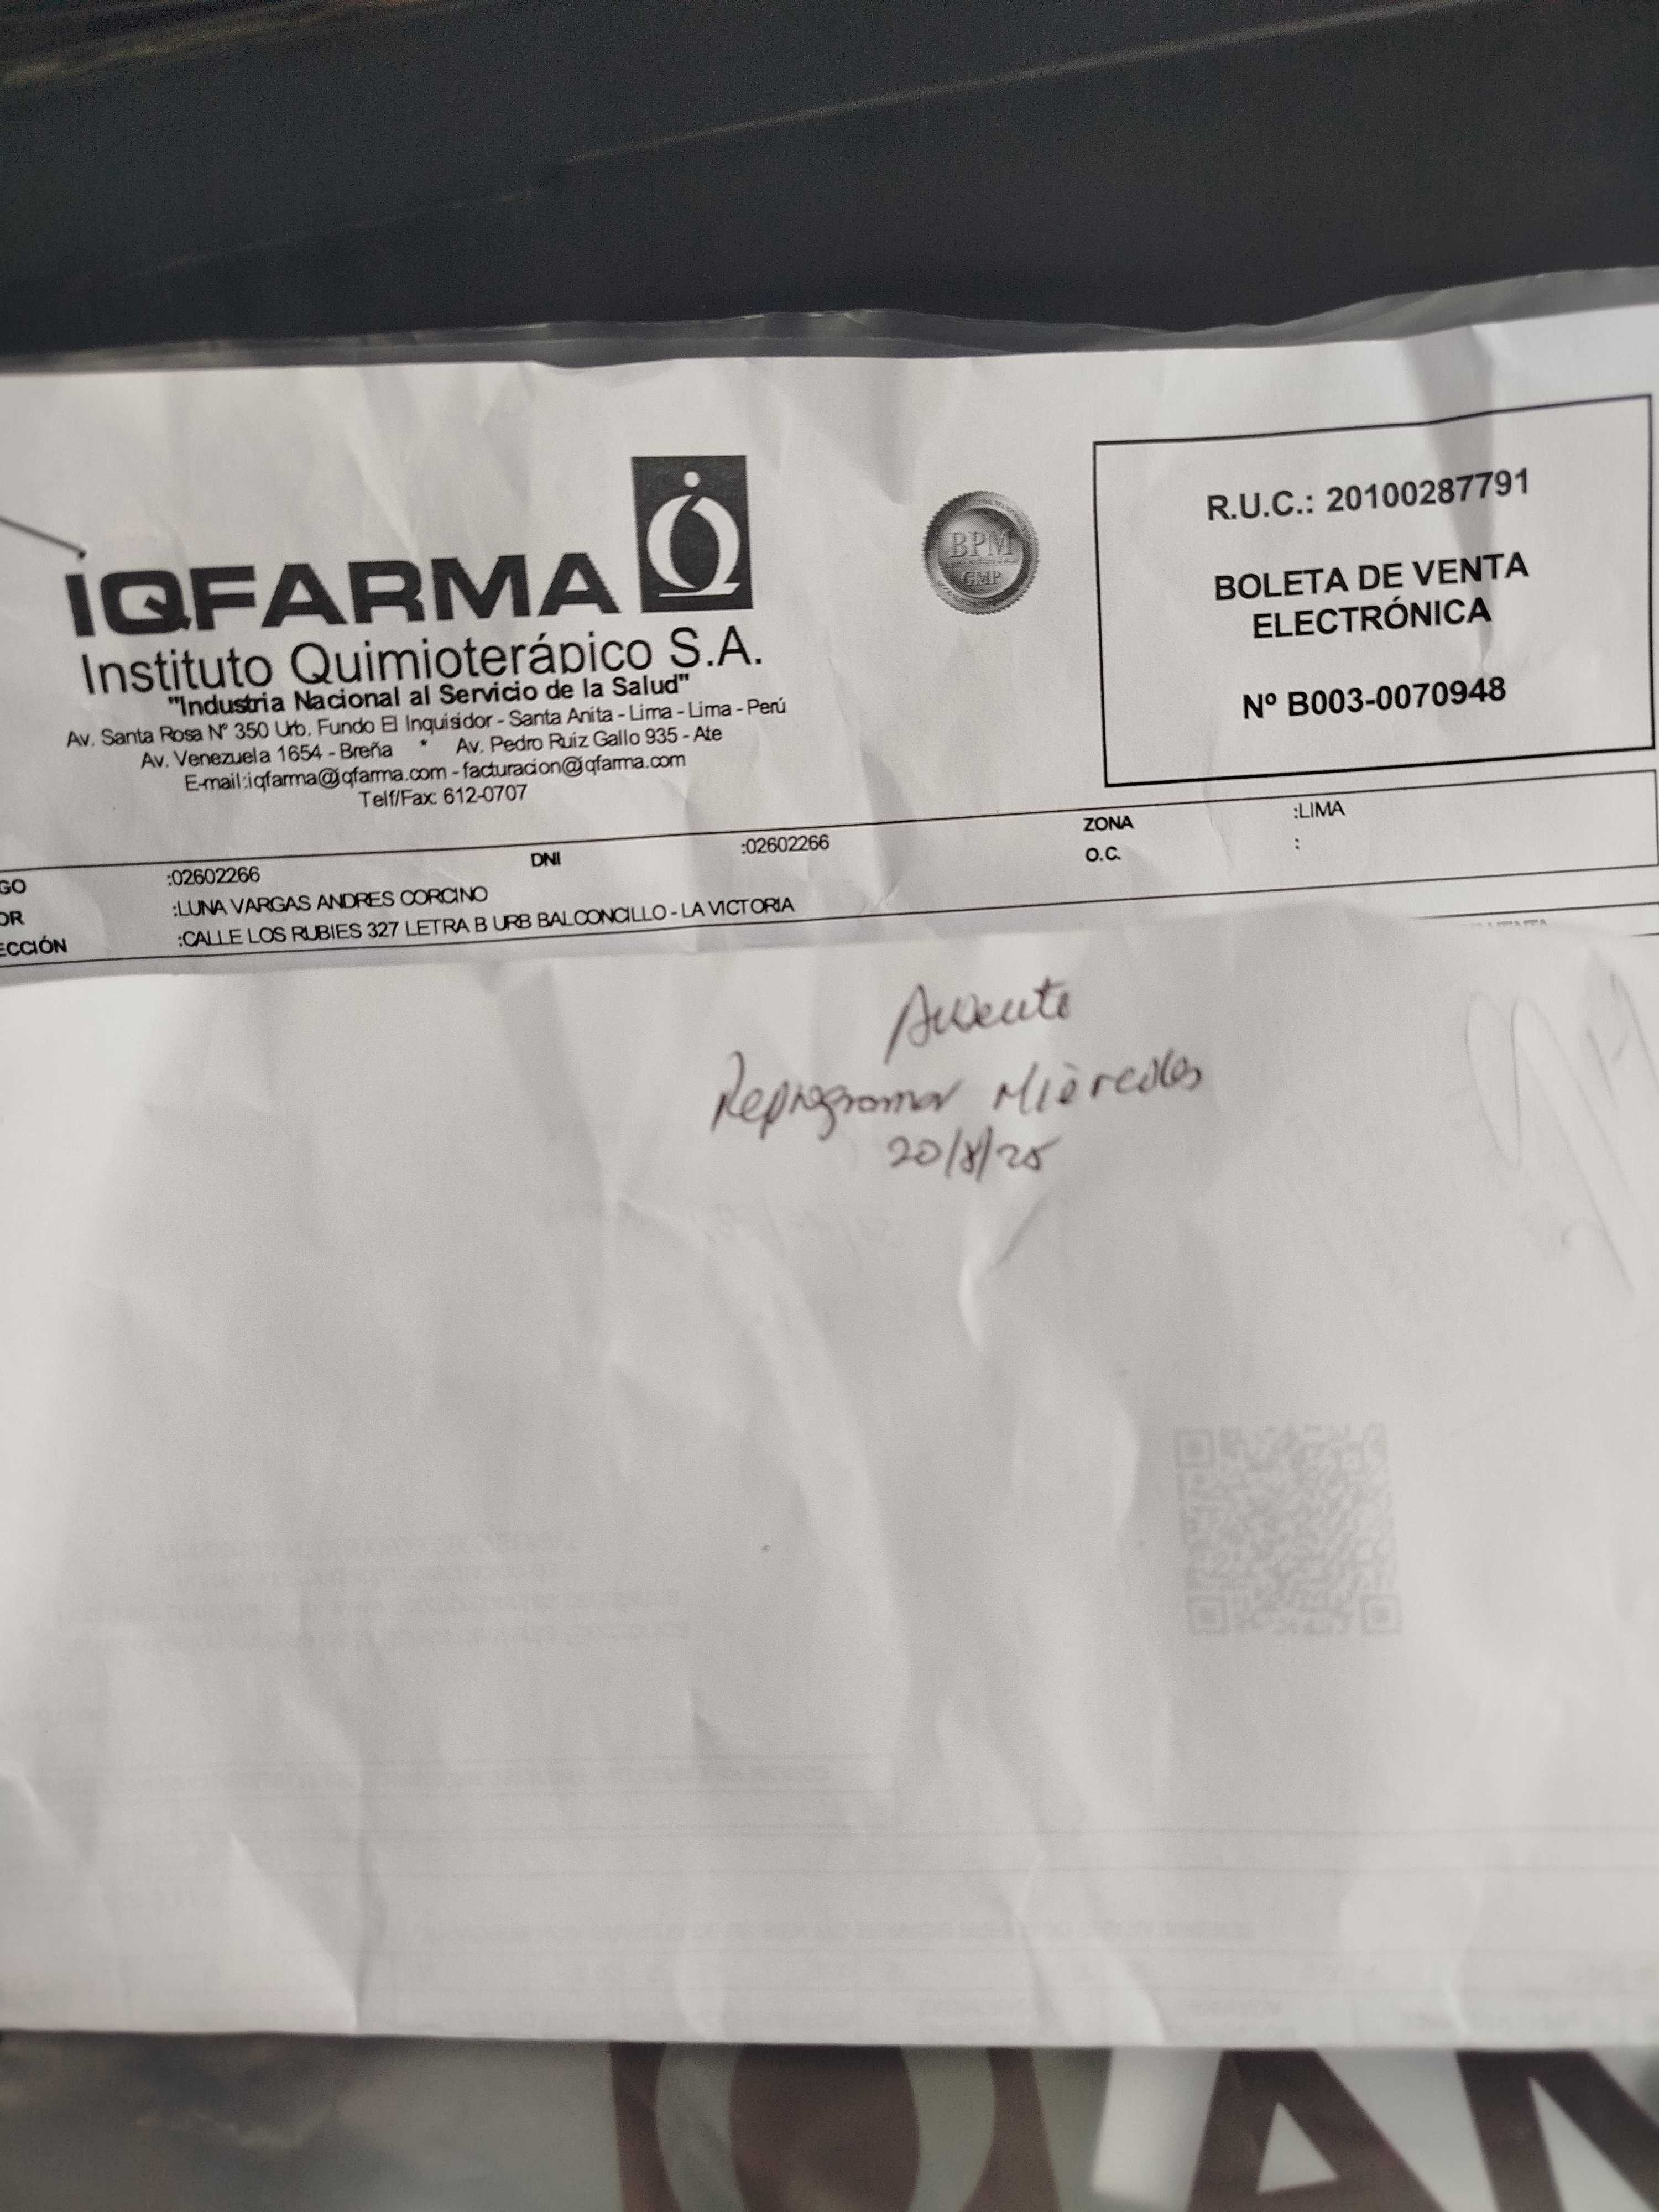 IQFARMA
Instituto Quimioterápico S.A.
"Industria Nacional al Servicio de la Salud"
Av. Santa Rosa Nº 350 Urb. Fundo El Inquisidor - Santa Anita - Lima - Lima - Perú
Av. Venezuela 1654 - Breña * Av. Pedro Ruiz Gallo 935 - Ate
E-mail:iqfarma@iqfarma.com - facturacion@iqfarma.com
Telf/Fax: 612-0707
BPM
GMP
R.U.C.: 20100287791
BOLETA DE VENTA
ELECTRÓNICA
Nº B003-0070948
GO :02602266 DNI :02602266 ZONA :LIMA
OR :LUNA VARGAS ANDRES CORCINO O.C. :
ECCIÓN :CALLE LOS RUBIES 327 LETRA B URB BALCONCILLO - LA VICTORIA
Ausente
Reprogramar Miércoles
20/8/25